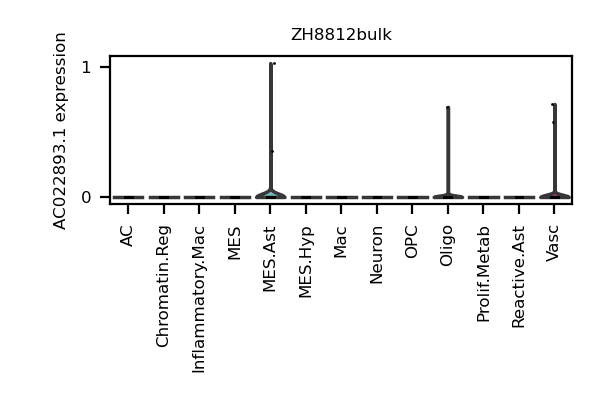 ZH8812bulk
AC022893.1 expression
1
0
AC
Chromatin.Reg
Inflammatory.Mac
MES
MES.Ast
MES.Hyp
Mac
Neuron
OPC
Oligo
Prolif.Metab
Reactive.Ast
Vasc